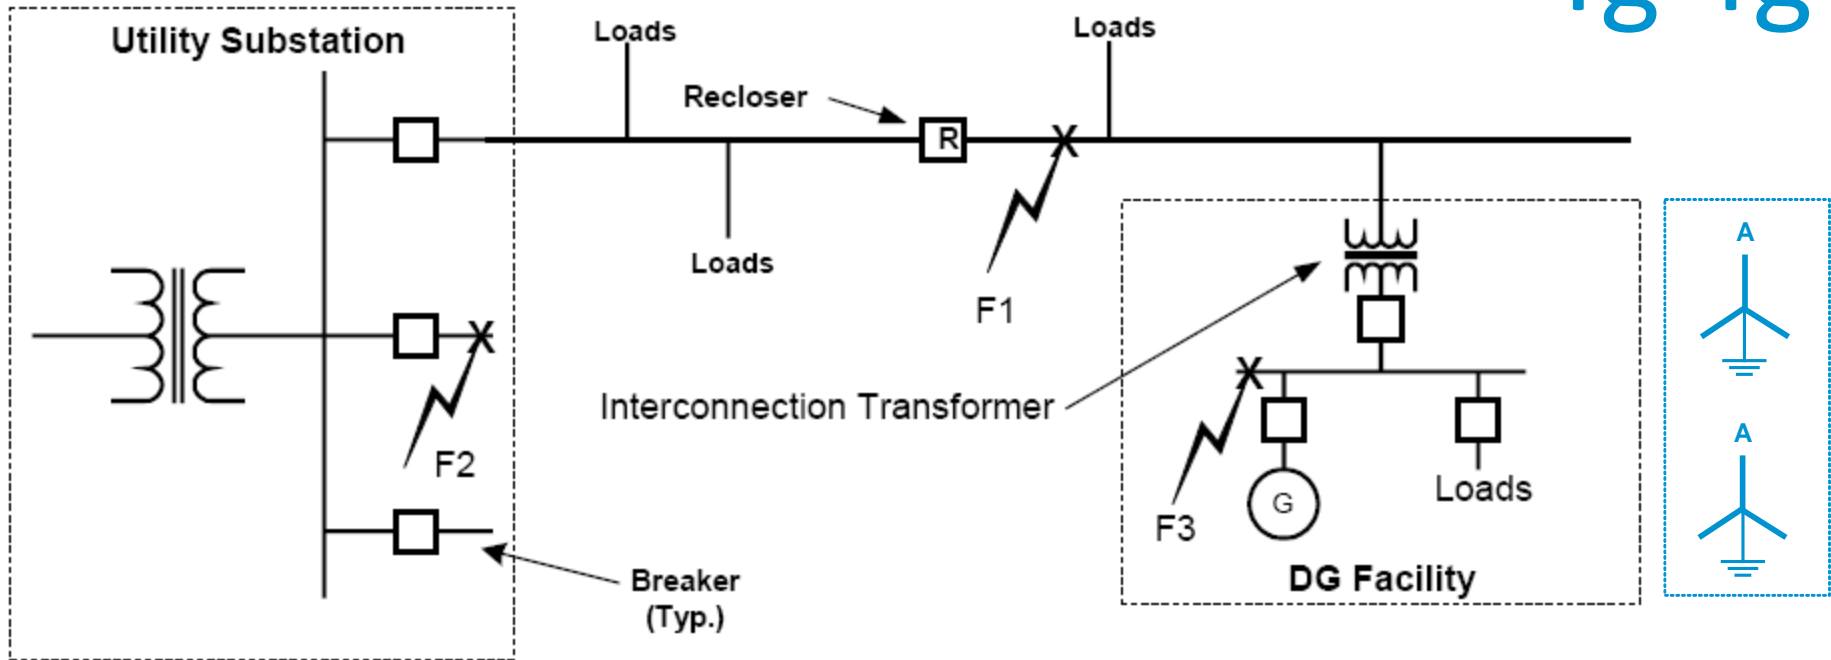 Utility Substation
Loads
Loads
Recloser
R
Loads
F1
A
Interconnection Transformer
F2
A
F3
G
Loads
DG Facility
Breaker
(Typ.)